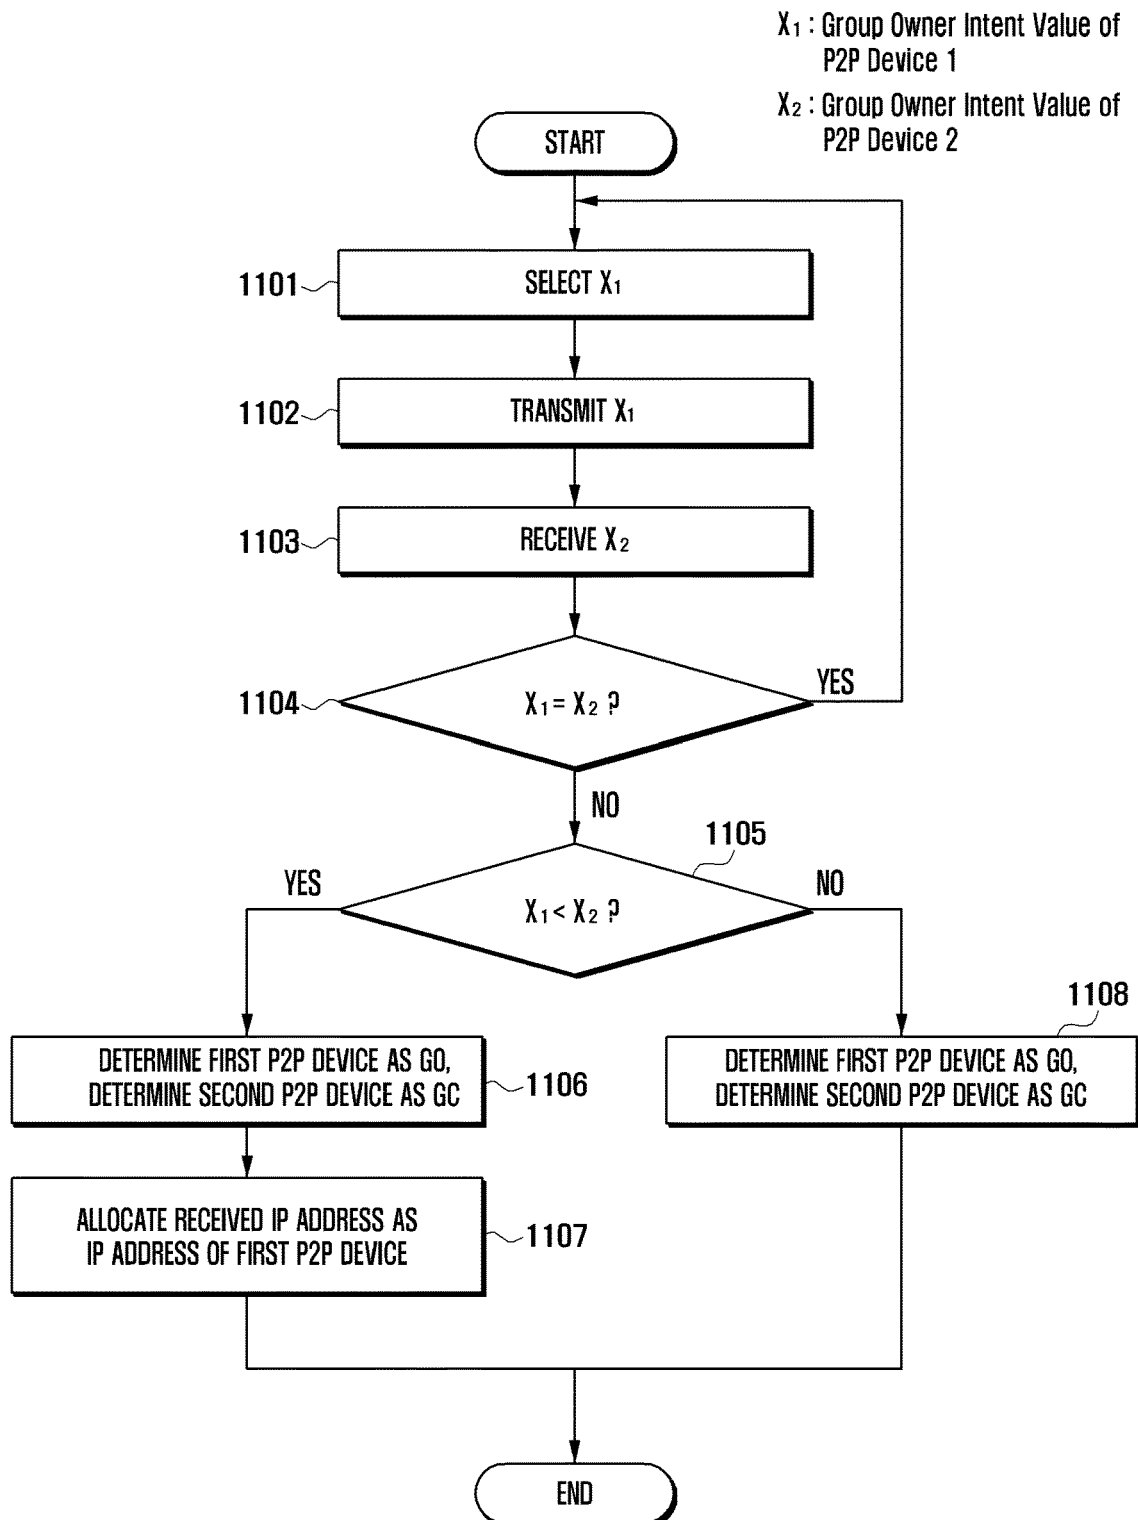 X1 : Group Owner Intent Value of
P2P Device 1
X2 : Group Owner Intent Value of
P2P Device 2
START
1101
SELECT X1
1102
TRANSMIT X1
1103
RECEIVE X2
1104
X1 = X2 ?
YES
NO
1105
YES
X1 < X2 ?
NO
1108
DETERMINE FIRST P2P DEVICE AS GO,
DETERMINE SECOND P2P DEVICE AS GC
1106
DETERMINE FIRST P2P DEVICE AS GO,
DETERMINE SECOND P2P DEVICE AS GC
ALLOCATE RECEIVED IP ADDRESS AS
IP ADDRESS OF FIRST P2P DEVICE
1107
END